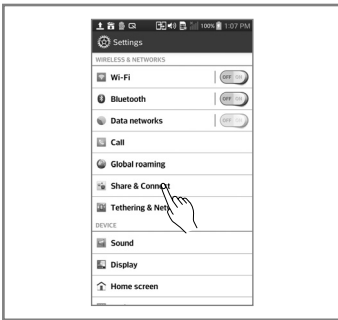 100% 1:07 PM
Settings
WIRELESS & NETWORKS
Wi-Fi OFF
Bluetooth OFF
Data networks OFF
Call
Global roaming
Share & Connect
Tethering & Net
DEVICE
Sound
Display
Home screen